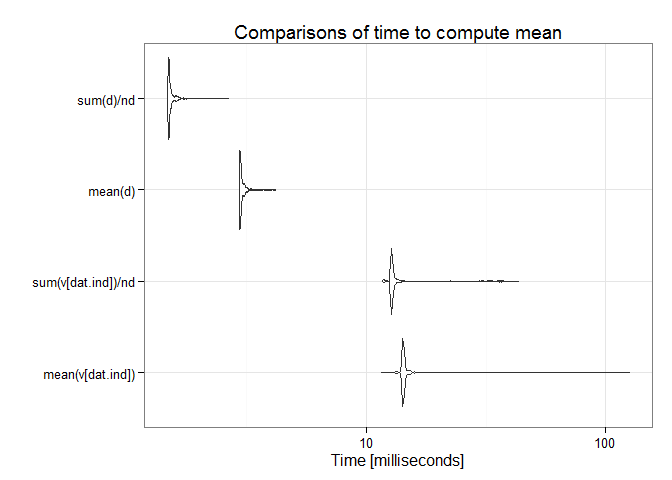 Comparisons of time to compute mean
sum(d)/nd
mean(d)
sum(v[dat.ind])/nd
mean(v[dat.ind])
10
100
Time [milliseconds]